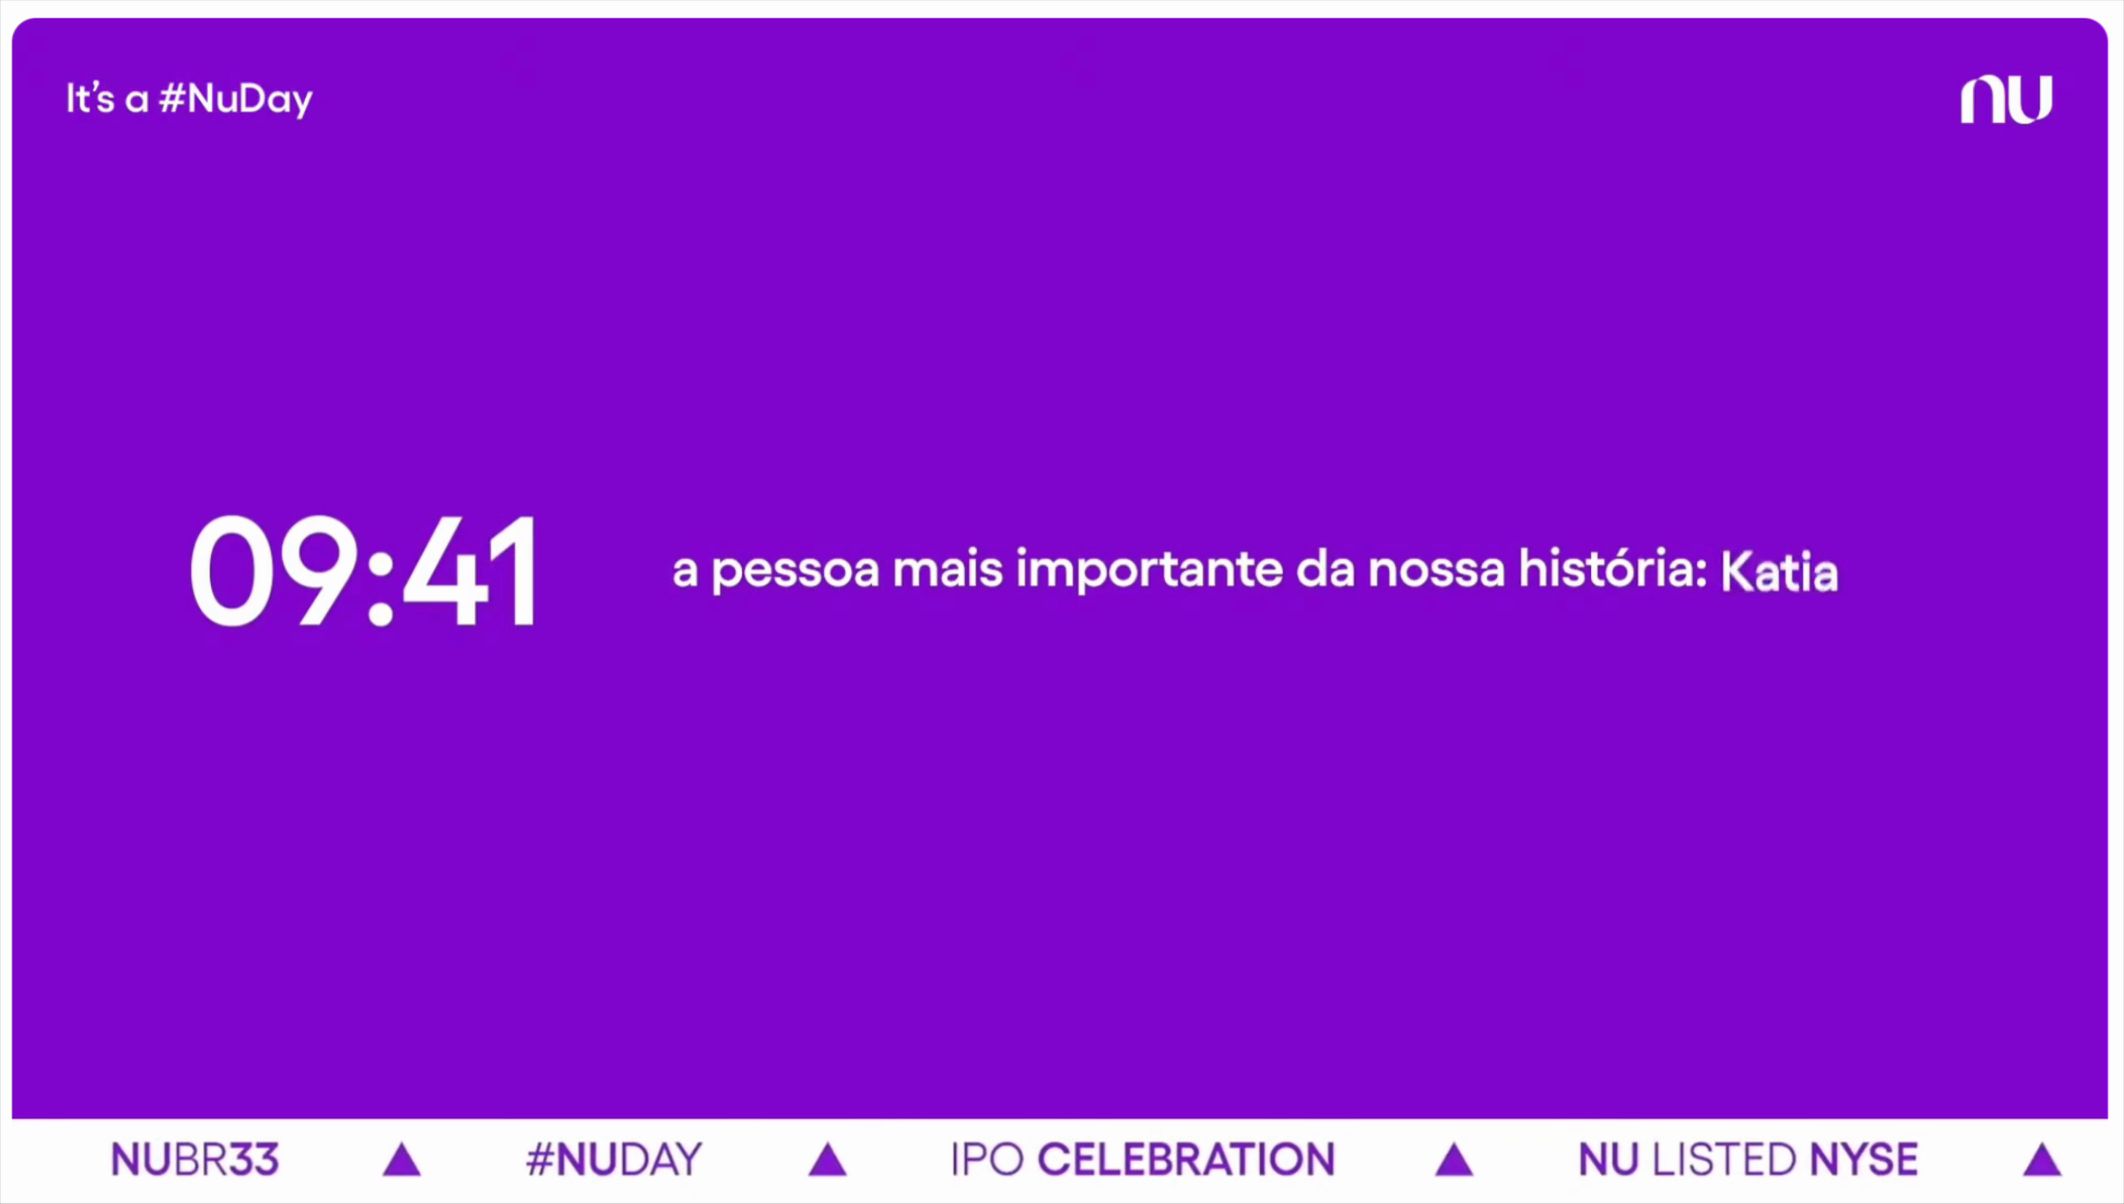 It's a #NuDay
nu
09:41
a pessoa mais importante da nossa história: Katia
NUBR33 ▲ #NUDAY ▲ IPO CELEBRATION ▲ NU LISTED NYSE ▲